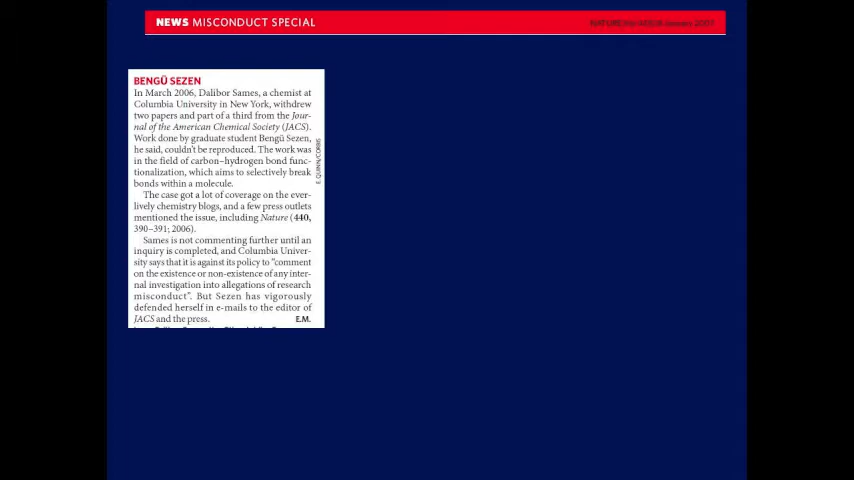 NEWS MISCONDUCT SPECIAL
BENGÜ SEZEN
In March 2006, Dalibor Sames, a chemist at
Columbia University in New York, withdrew
two papers and part of a third from the Jour-
nal of the American Chemical Society (JACS).
Work done by graduate student Bengü Sezen,
he said, couldn't be reproduced. The work was
in the field of carbon–hydrogen bond func-
tionalization, which aims to selectively break
bonds within a molecule.
The case got a lot of coverage on the ever-
lively chemistry blogs, and a few press outlets
mentioned the issue, including Nature (440,
390–391; 2006).
Sames is not commenting further until an
inquiry is completed, and Columbia Univer-
sity says that it is against its policy to “comment
on the existence or non-existence of any inter-
nal investigation into allegations of research
misconduct”. But Sezen has vigorously
defended herself in e-mails to the editor of
JACS and the press. E.M.
E. QUINN/CORBIS